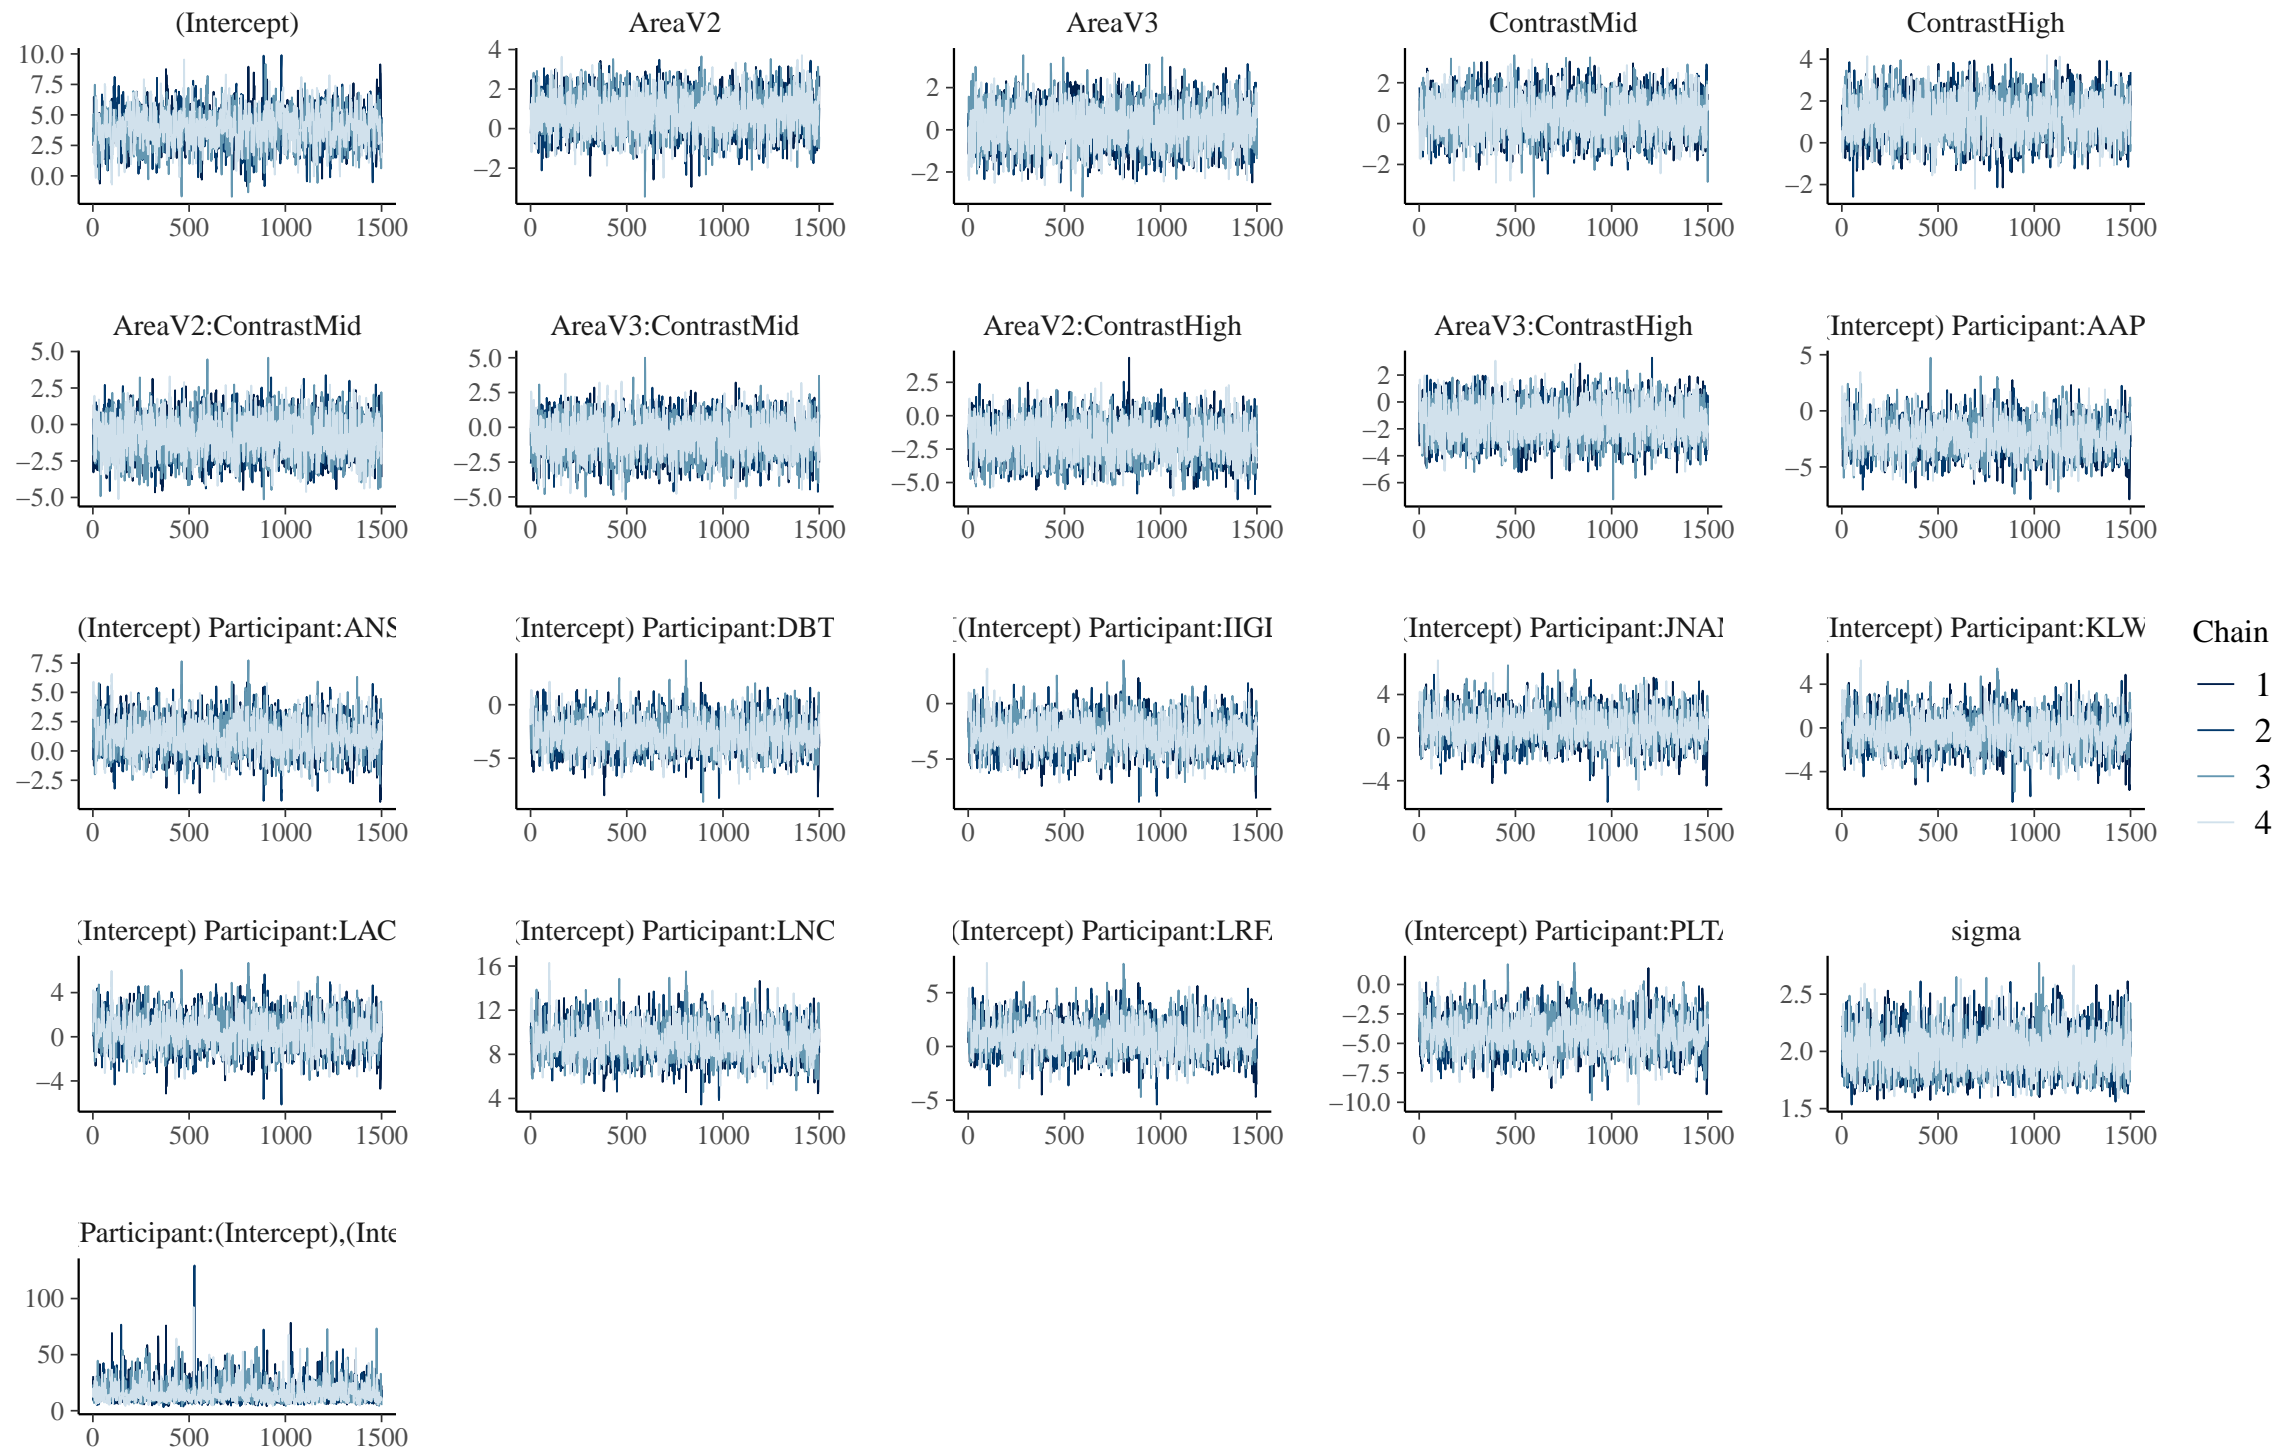 (Intercept) AreaV2 AreaV3 ContrastMid ContrastHigh
10.0 7.5 5.0 2.5 0.0
4 2 0 −2
2 0 −2
2 0 −2
4 2 0 −2
0 500 1000 1500 0 500 1000 1500 0 500 1000 1500 0 500 1000 1500 0 500 1000 1500
AreaV2:ContrastMid AreaV3:ContrastMid AreaV2:ContrastHigh AreaV3:ContrastHigh (Intercept) Participant:AAP
5.0 2.5 0.0 −2.5 −5.0
5.0 2.5 0.0 −2.5 −5.0
2.5 0.0 −2.5 −5.0
2 0 −2 −4 −6
5 0 −5
0 500 1000 1500 0 500 1000 1500 0 500 1000 1500 0 500 1000 1500 0 500 1000 1500
(Intercept) Participant:ANS (Intercept) Participant:DBT (Intercept) Participant:IIGI (Intercept) Participant:JNA (Intercept) Participant:KLW
7.5 5.0 2.5 0.0 −2.5
0 −5
0 −5
4 0 −4
4 0 −4
0 500 1000 1500 0 500 1000 1500 0 500 1000 1500 0 500 1000 1500 0 500 1000 1500
Chain
1
2
3
4
(Intercept) Participant:LAC (Intercept) Participant:LNC (Intercept) Participant:LRF (Intercept) Participant:PLT sigma
4 0 −4
16 12 8 4
5 0 −5
0.0 −2.5 −5.0 −7.5 −10.0
2.5 2.0 1.5
0 500 1000 1500 0 500 1000 1500 0 500 1000 1500 0 500 1000 1500 0 500 1000 1500
Participant:(Intercept),(Inte
100 50 0
0 500 1000 1500